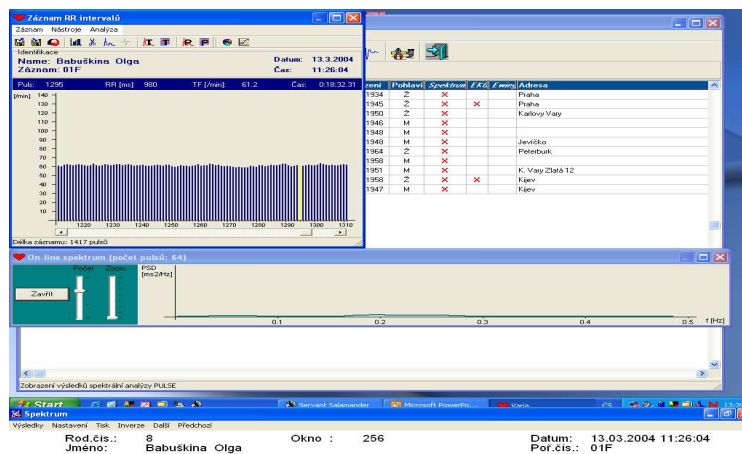 Záznam RR intervalů
Záznam Nástroje Analýza
Identifikace
Name: Babuškina Olga Datum: 13.3.2004
Záznam: 01F Čas: 11:26:04
Puls: 1295 RR [ms]: 980 TF [/min]: 61.2 Čas: 0:18:32.31
[/min] 140
130
120
110
100
90
80
70
60
50
40
30
20
10
1220 1230 1240 1250 1260 1270 1280 1290 1300 1310
Délka záznamu: 1417 pulsů
zení Pohlaví Spektrum EKG Adresa
1934 Ž Praha
1945 Ž Praha
1950 Ž Karlovy Vary
1946 M
1948 M
1948 M Jevíčko
1964 Ž Peterburk
1958 M
1951 M K. Vary Zlatá 12
1958 Ž Kijev
1947 M Kijev
On-line spektrum (počet pulsů: 64)
Počet Zoom
Zavřít
PSD
[ms2/Hz]
0.1 0.2 0.3 0.4 0.5 f [Hz]
Zobrazení výsledků spektrální analýzy PULSE
Start Servant Salamander Microsoft PowerPo... Varia CS
Spektrum
Výsledky Nastavení Tisk Inverze Další Předchozí
Rod.čís.: 8 Okno : 256 Datum: 13.03.2004 11:26:04
Jméno: Babuškina Olga Poř.čís.: 01F